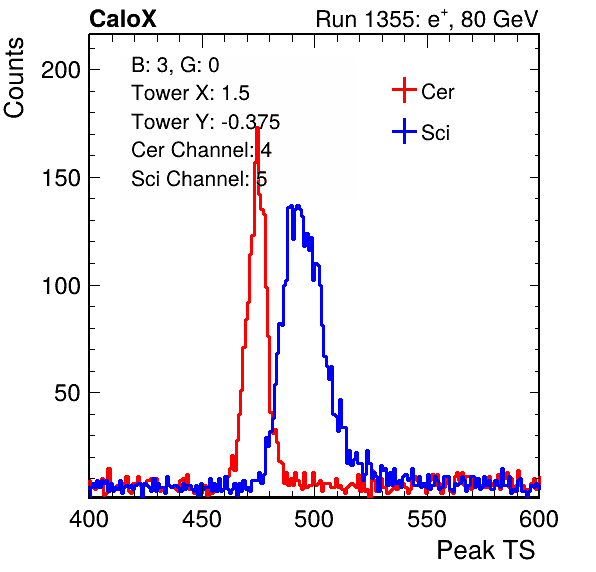 CaloX Run 1355: e⁺, 80 GeV
Counts
B: 3, G: 0
Tower X: 1.5
Tower Y: -0.375
Cer Channel: 4
Sci Channel: 5
Cer
Sci
200
150
100
50
400 450 500 550 600
Peak TS